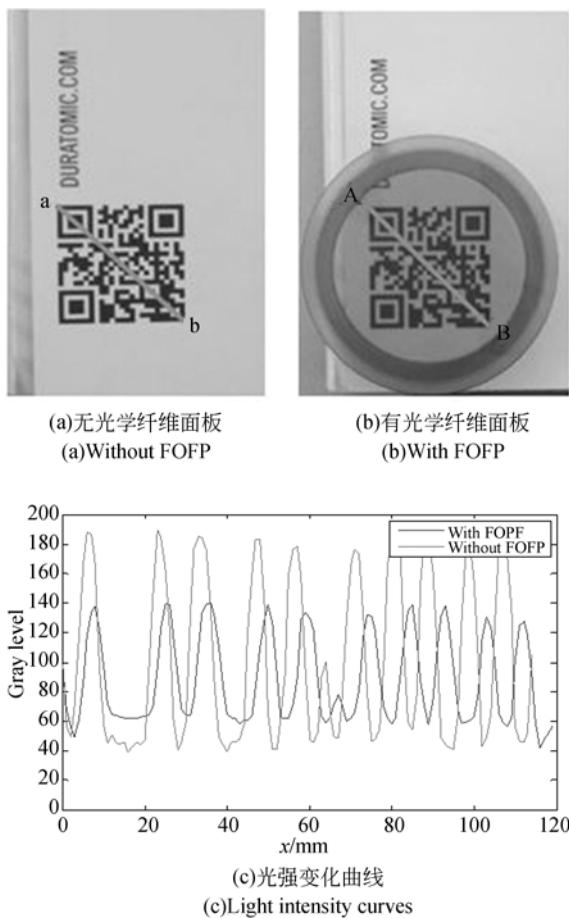 DURATOMIC.COM
a
b
ATOMIC.COM
A
B
(a)无光学纤维面板
(a)Without FOFP
(b)有光学纤维面板
(b)With FOFP
200
180
160
140
120
100
80
60
40
20
0
Gray level
With FOPF
Without FOFP
0
20
40
60
80
100
120
x/mm
(c)光强变化曲线
(c)Light intensity curves